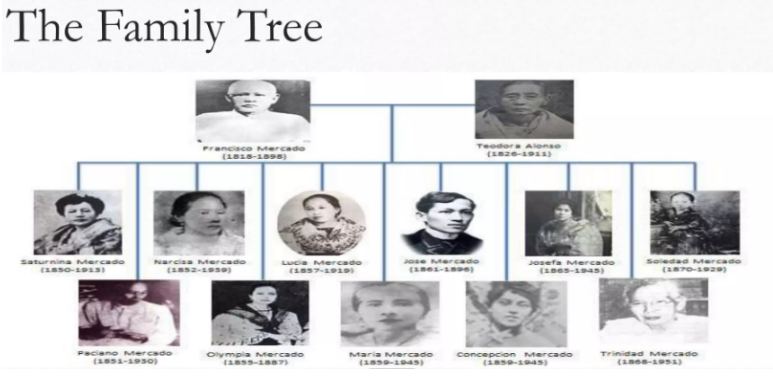 The Family Tree
Francisco Mercado
(1818-1898)
Teodora Alonso
(1826-1911)
Saturnina Mercado
(1850-1913)
Narcisa Mercado
(1852-1939)
Lucia Mercado
(1857-1919)
Jose Mercado
(1861-1896)
Josefa Mercado
(1865-1945)
Soledad Mercado
(1870-1929)
Paciano Mercado
(1851-1930)
Olympia Mercado
(1855-1887)
Maria Mercado
(1859-1945)
Concepcion Mercado
(1859-1945)
Trinidad Mercado
(1868-1951)